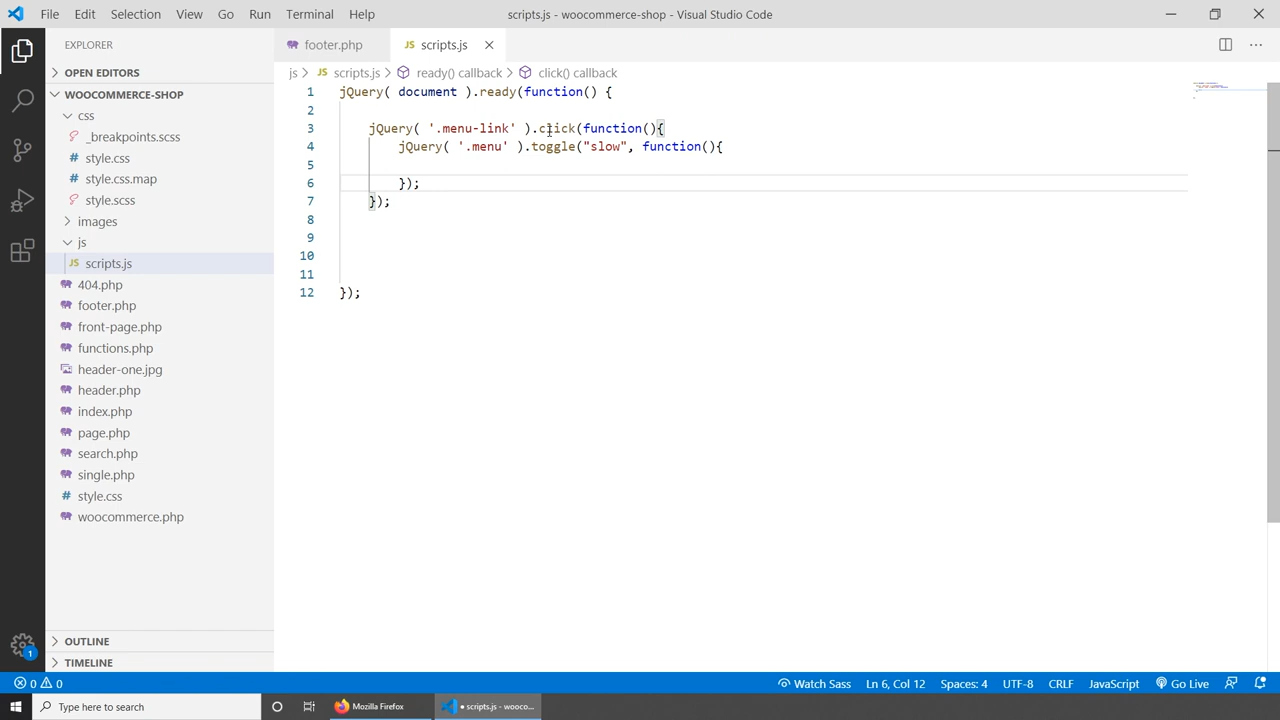 File Edit Selection View Go Run Terminal Help scripts.js - woocommerce-shop - Visual Studio Code
EXPLORER
OPEN EDITORS
WOOCOMMERCE-SHOP
css
_breakpoints.scss
style.css
style.css.map
style.scss
images
js
scripts.js
404.php
footer.php
front-page.php
functions.php
header-one.jpg
header.php
index.php
page.php
search.php
single.php
style.css
woocommerce.php
OUTLINE
TIMELINE
footer.php JS scripts.js
js JS scripts.js ready() callback click() callback
1 jQuery( document ).ready(function() {
2
3 jQuery( '.menu-link' ).click(function(){
4 jQuery( '.menu' ).toggle("slow", function(){
5
6 });
7 });
8
9
10
11
12 });
1
0 0 Watch Sass Ln 6, Col 12 Spaces: 4 UTF-8 CRLF JavaScript Go Live
Type here to search Mozilla Firefox ● scripts.js - wooco...